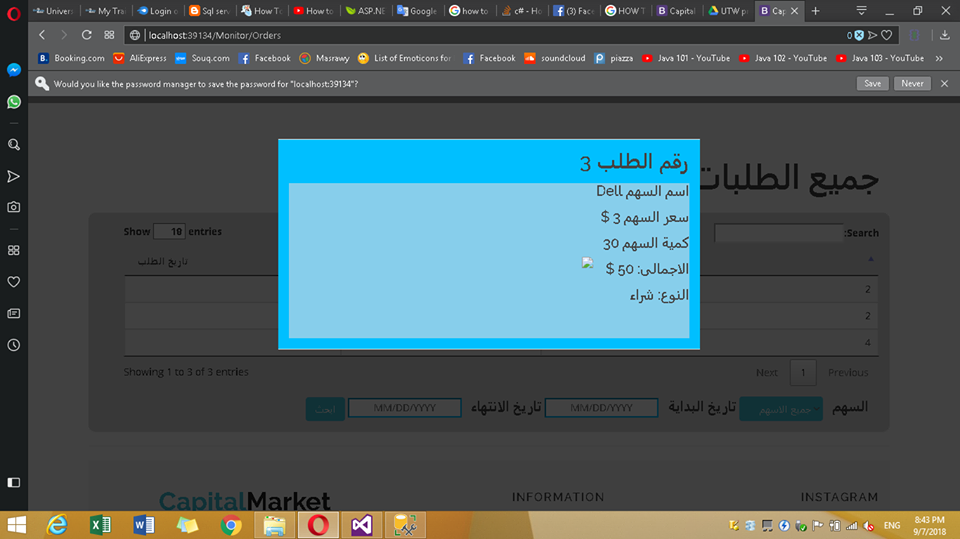 Univers
My Tra
Login o
Sql serv
How To
How to
ASP.NE
Google
how to
c# - Ho
(3) Face
HOW T
Capital
UTW p
Cap
localhost:39134/Monitor/Orders
0
Booking.com
AliExpress
Souq.com
Facebook
Masrawy
List of Emoticons for
Facebook
soundcloud
piazza
Java 101 - YouTube
Java 102 - YouTube
Java 103 - YouTube
Would you like the password manager to save the password for "localhost:39134"?
Save
Never
رقم الطلب 3
اسم السهم Dell
سعر السهم 3 $
كمية السهم 30
الاجمالى: 50 $
النوع: شراء
جميع الطلبات
Show 10 entries
Search:
تاريخ الطلب
2
2
4
Showing 1 to 3 of 3 entries
Next 1 Previous
السهم
جميع الاسهم
تاريخ البداية
MM/DD/YYYY
تاريخ الانتهاء
MM/DD/YYYY
ابحث
CapitalMarket
INFORMATION
INSTAGRAM
ENG
8:43 PM
9/7/2018